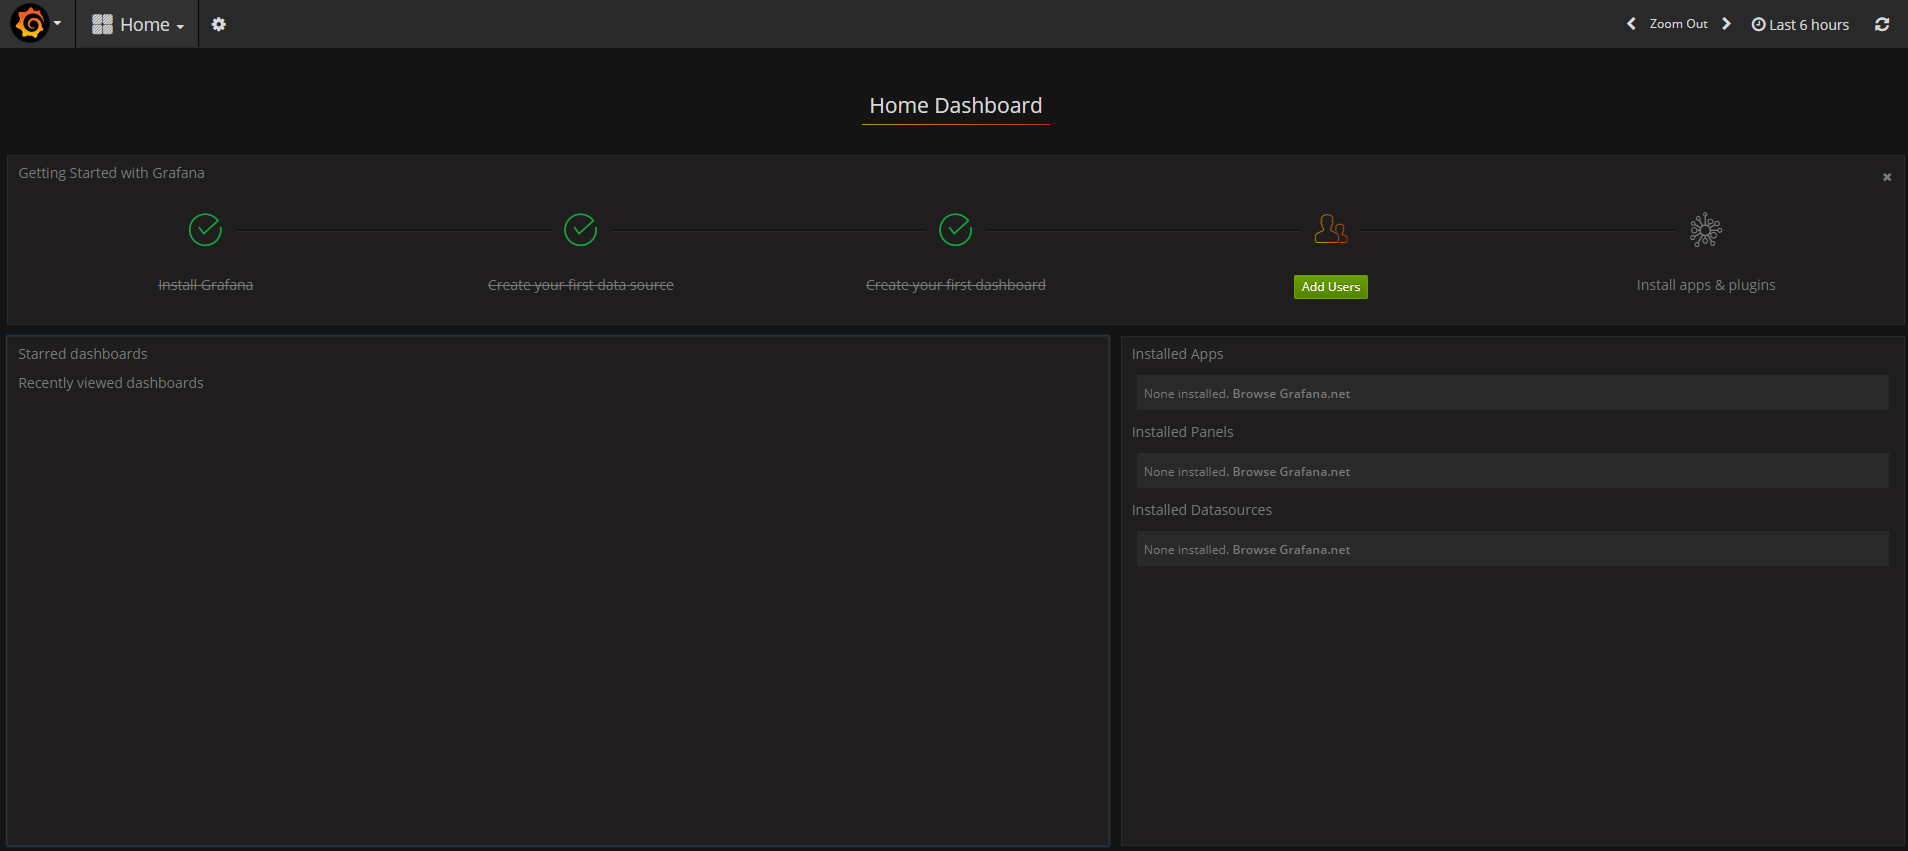 Home
Zoom Out
Last 6 hours
Home Dashboard
Getting Started with Grafana
Install Grafana
Create your first data source
Create your first dashboard
Add Users
Install apps & plugins
Starred dashboards
Recently viewed dashboards
Installed Apps
None installed. Browse Grafana.net
Installed Panels
None installed. Browse Grafana.net
Installed Datasources
None installed. Browse Grafana.net